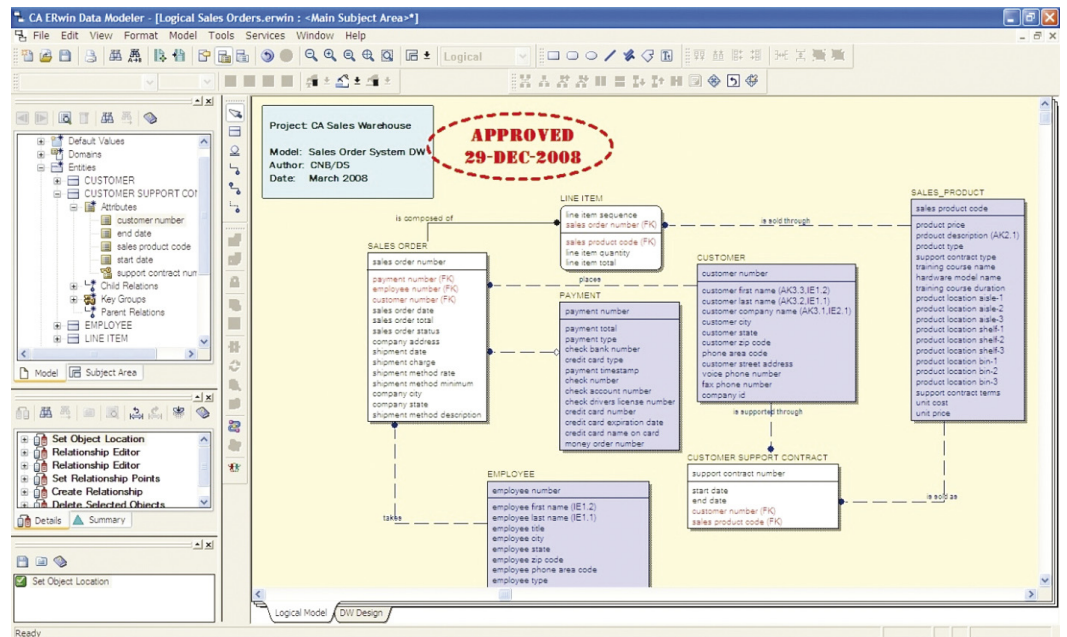 CA ERwin Data Modeler - [Logical Sales Orders.erwin : <Main Subject Area>*]
File Edit View Format Model Tools Services Window Help
Logical
Default Values
Domains
Entities
CUSTOMER
CUSTOMER SUPPORT CO
Attributes
customer number
end date
sales product code
start date
support contract num
Child Relations
Key Groups
Parent Relations
EMPLOYEE
LINE ITEM
Model Subject Area
Set Object Location
Relationship Editor
Relationship Editor
Set Relationship Points
Create Relationship
Delete Selected Objects
Details Summary
Set Object Location
Ready
Project: CA Sales Warehouse
Model: Sales Order System DW
Author: CNB/DS
Date: March 2008
APPROVED
29-DEC-2008
is composed of
LINE ITEM
line item sequence
sales order number (FK)
sales product code (FK)
line item quantity
line item total
is sold through
SALES_PRODUCT
sales product code
product price
prdouct description (AK2.1)
product type
support contract type
training course name
hardware model name
training course duration
product location aisle-1
product location aisle-2
product location aisle-3
product location shelf-1
product location shelf-2
product location shelf-3
product location bin-1
product location bin-2
product location bin-3
support contract terms
unit cost
unit price
SALES ORDER
sales order number
payment number (FK)
employee number (FK)
customer number (FK)
sales order date
sales order total
sales order status
company address
shipment date
shipment charge
shipment method rate
shipment method minimum
company city
company state
shipment method description
places
PAYMENT
payment number
payment total
payment type
check bank number
credit card type
payment timestamp
check number
check account number
check drivers license number
credit card number
credit card expiration date
credit card name on card
money order number
CUSTOMER
customer number
customer first name (AK3.3,IE1.2)
customer last name (AK3.2,IE1.1)
customer company name (AK3.1,IE2.1)
customer city
customer state
customer zip code
phone area code
customer street address
voice phone number
fax phone number
company id
is supported through
CUSTOMER SUPPORT CONTRACT
support contract number
start date
end date
customer number (FK)
sales product code (FK)
is sold as
takes
EMPLOYEE
employee number
employee first name (IE1.2)
employee last name (IE1.1)
employee title
employee city
employee state
employee zip code
employee phone area code
employee type
Logical Model DW Design